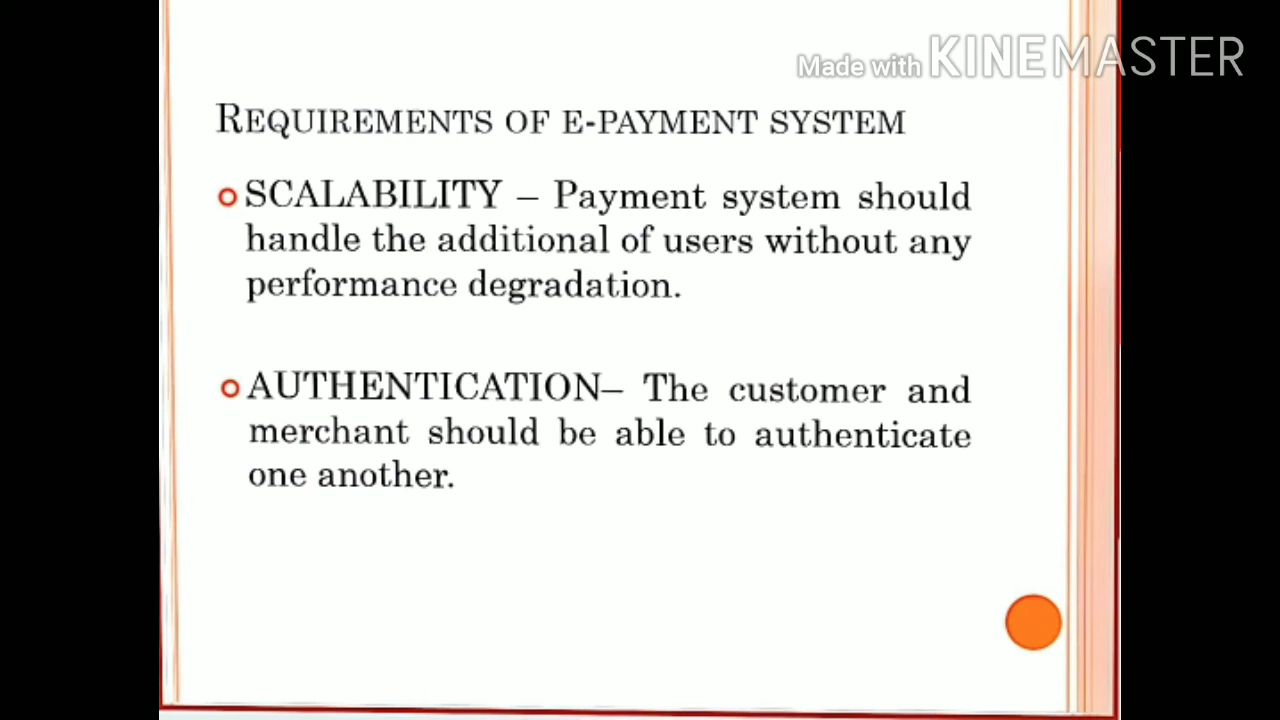 Made with KINEMASTER
REQUIREMENTS OF E-PAYMENT SYSTEM
SCALABILITY – Payment system should
handle the additional of users without any
performance degradation.
AUTHENTICATION– The customer and
merchant should be able to authenticate
one another.